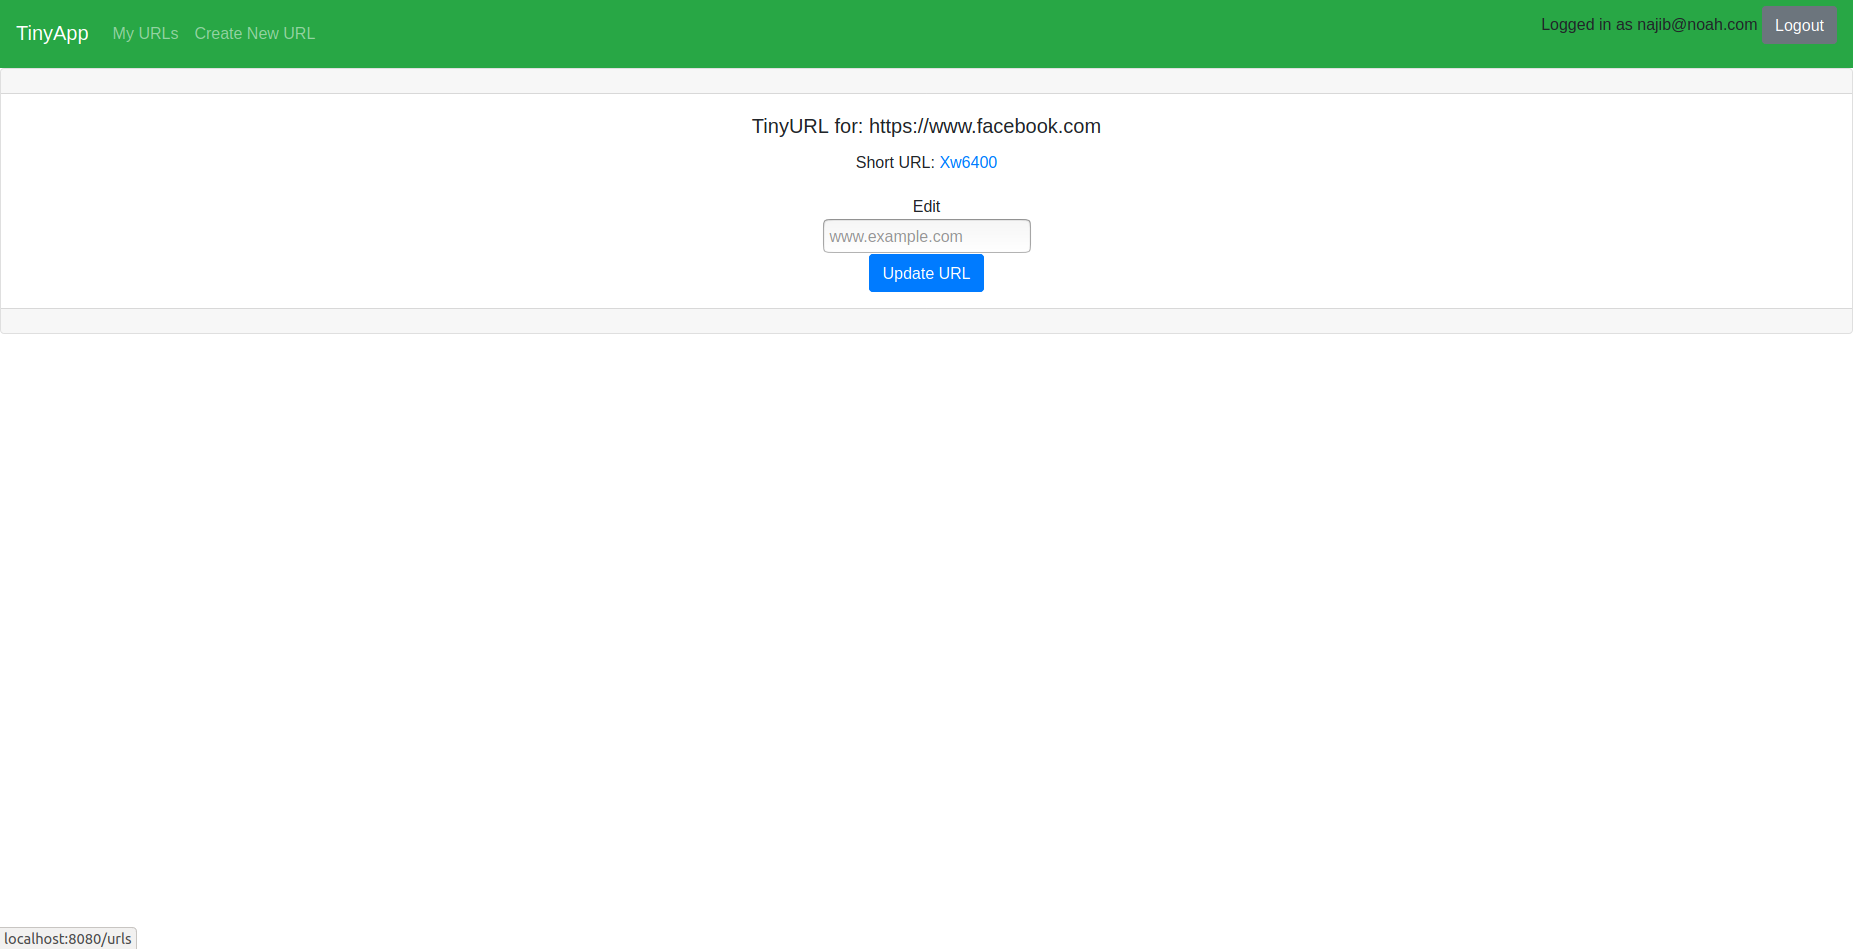 TinyApp My URLs Create New URL Logged in as najib@noah.com Logout
TinyURL for: https://www.facebook.com
Short URL: Xw6400
Edit
www.example.com
Update URL
localhost:8080/urls